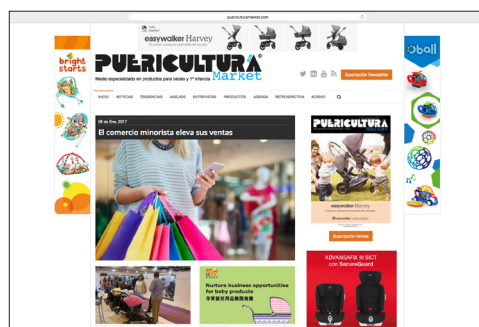 puericulturamarket.com
easywalker Harvey
bright
starts
Oball
PUERICULTURA
Market
Medio especializado en productos para bebés y 1ª infancia
Suscripción Newsletter
INICIO NOTICIAS TENDENCIAS ANÁLISIS ENTREVISTAS PRODUCTOS AGENDA RETROSPECTIVA KIOSKO
05 de Ene, 2017
El comercio minorista eleva sus ventas
PUERICULTURA
Market
easywalker Harvey
Suscripción revista
Nurture business opportunities
for baby products
ADVANSAFIX III SICT
con SecureGuard